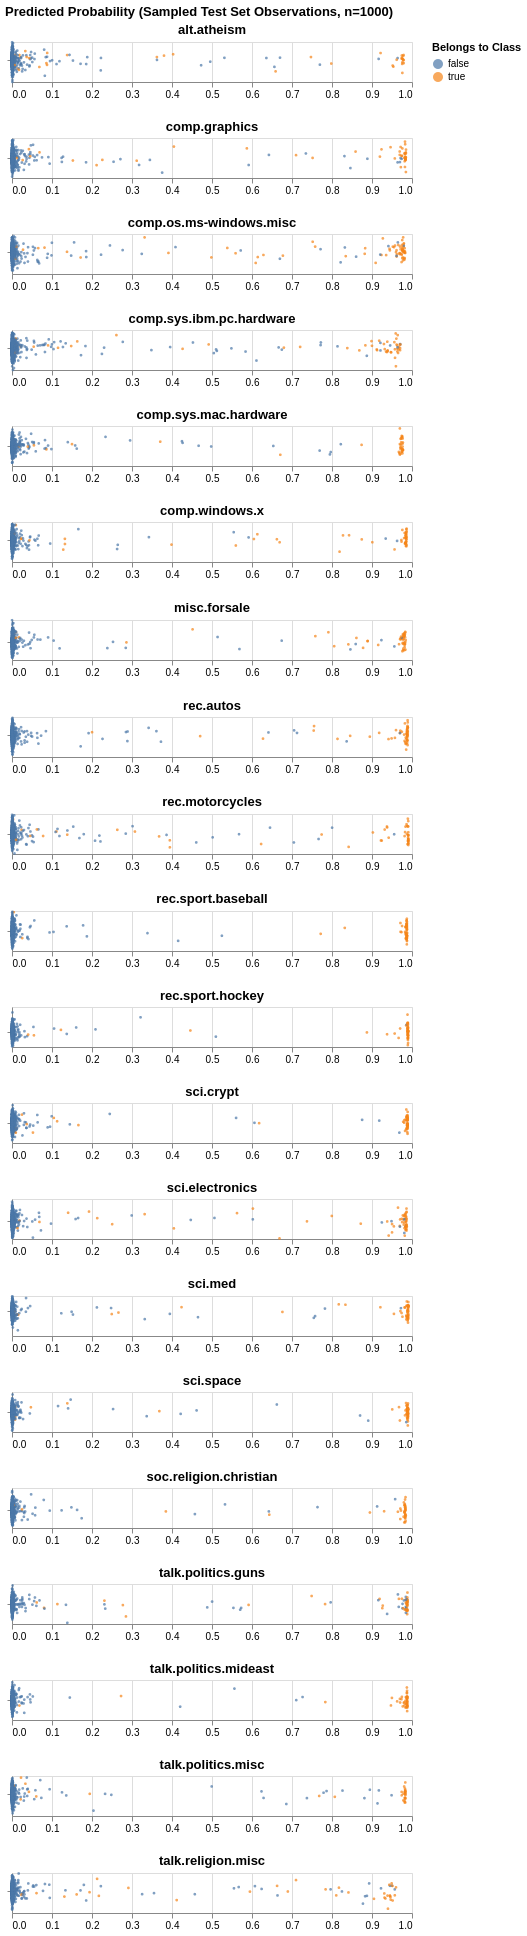 Predicted Probability (Sampled Test Set Observations, n=1000)
alt.atheism
Belongs to Class
false
true
0.0 0.1 0.2 0.3 0.4 0.5 0.6 0.7 0.8 0.9 1.0
comp.graphics
0.0 0.1 0.2 0.3 0.4 0.5 0.6 0.7 0.8 0.9 1.0
comp.os.ms-windows.misc
0.0 0.1 0.2 0.3 0.4 0.5 0.6 0.7 0.8 0.9 1.0
comp.sys.ibm.pc.hardware
0.0 0.1 0.2 0.3 0.4 0.5 0.6 0.7 0.8 0.9 1.0
comp.sys.mac.hardware
0.0 0.1 0.2 0.3 0.4 0.5 0.6 0.7 0.8 0.9 1.0
comp.windows.x
0.0 0.1 0.2 0.3 0.4 0.5 0.6 0.7 0.8 0.9 1.0
misc.forsale
0.0 0.1 0.2 0.3 0.4 0.5 0.6 0.7 0.8 0.9 1.0
rec.autos
0.0 0.1 0.2 0.3 0.4 0.5 0.6 0.7 0.8 0.9 1.0
rec.motorcycles
0.0 0.1 0.2 0.3 0.4 0.5 0.6 0.7 0.8 0.9 1.0
rec.sport.baseball
0.0 0.1 0.2 0.3 0.4 0.5 0.6 0.7 0.8 0.9 1.0
rec.sport.hockey
0.0 0.1 0.2 0.3 0.4 0.5 0.6 0.7 0.8 0.9 1.0
sci.crypt
0.0 0.1 0.2 0.3 0.4 0.5 0.6 0.7 0.8 0.9 1.0
sci.electronics
0.0 0.1 0.2 0.3 0.4 0.5 0.6 0.7 0.8 0.9 1.0
sci.med
0.0 0.1 0.2 0.3 0.4 0.5 0.6 0.7 0.8 0.9 1.0
sci.space
0.0 0.1 0.2 0.3 0.4 0.5 0.6 0.7 0.8 0.9 1.0
soc.religion.christian
0.0 0.1 0.2 0.3 0.4 0.5 0.6 0.7 0.8 0.9 1.0
talk.politics.guns
0.0 0.1 0.2 0.3 0.4 0.5 0.6 0.7 0.8 0.9 1.0
talk.politics.mideast
0.0 0.1 0.2 0.3 0.4 0.5 0.6 0.7 0.8 0.9 1.0
talk.politics.misc
0.0 0.1 0.2 0.3 0.4 0.5 0.6 0.7 0.8 0.9 1.0
talk.religion.misc
0.0 0.1 0.2 0.3 0.4 0.5 0.6 0.7 0.8 0.9 1.0